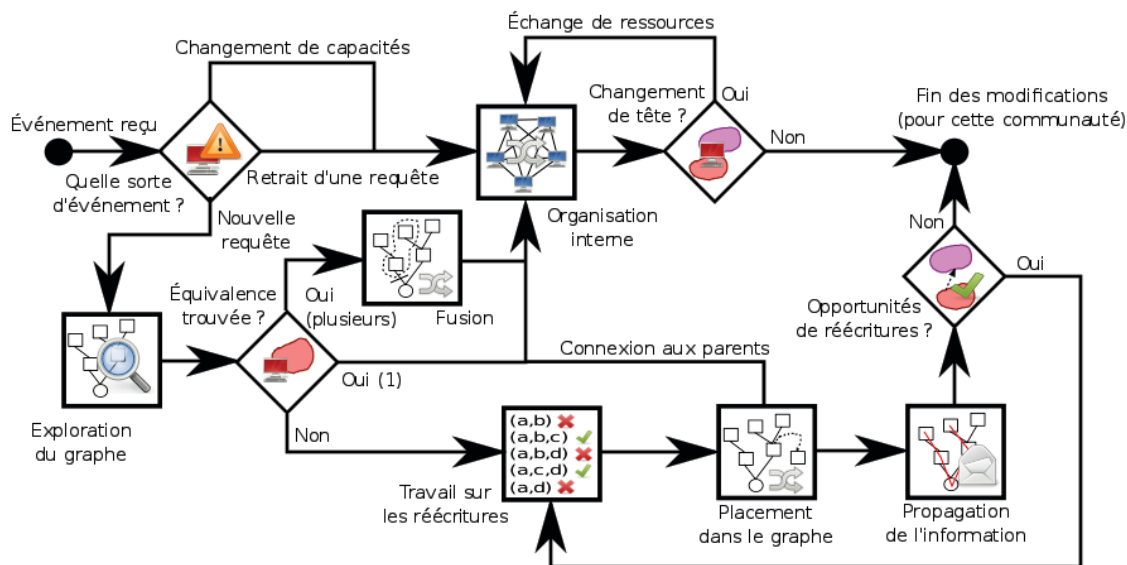 Échange de ressources
Changement de capacités
Changement
de tête ?
Oui
Fin des modifications
(pour cette communauté)
Événement reçu
Non
Quelle sorte
d'événement ?
Retrait d'une requête
Nouvelle
requête
Organisation
interne
Non
Oui
Équivalence
trouvée ?
Oui
(plusieurs)
Fusion
Opportunités
de réécritures ?
Connexion aux parents
Oui (1)
Exploration
du graphe
Non
(a,b)
(a,b,c)
(a,b,d)
(a,c,d)
(a,d)
Travail sur
les réécritures
Placement
dans le graphe
Propagation
de l'information